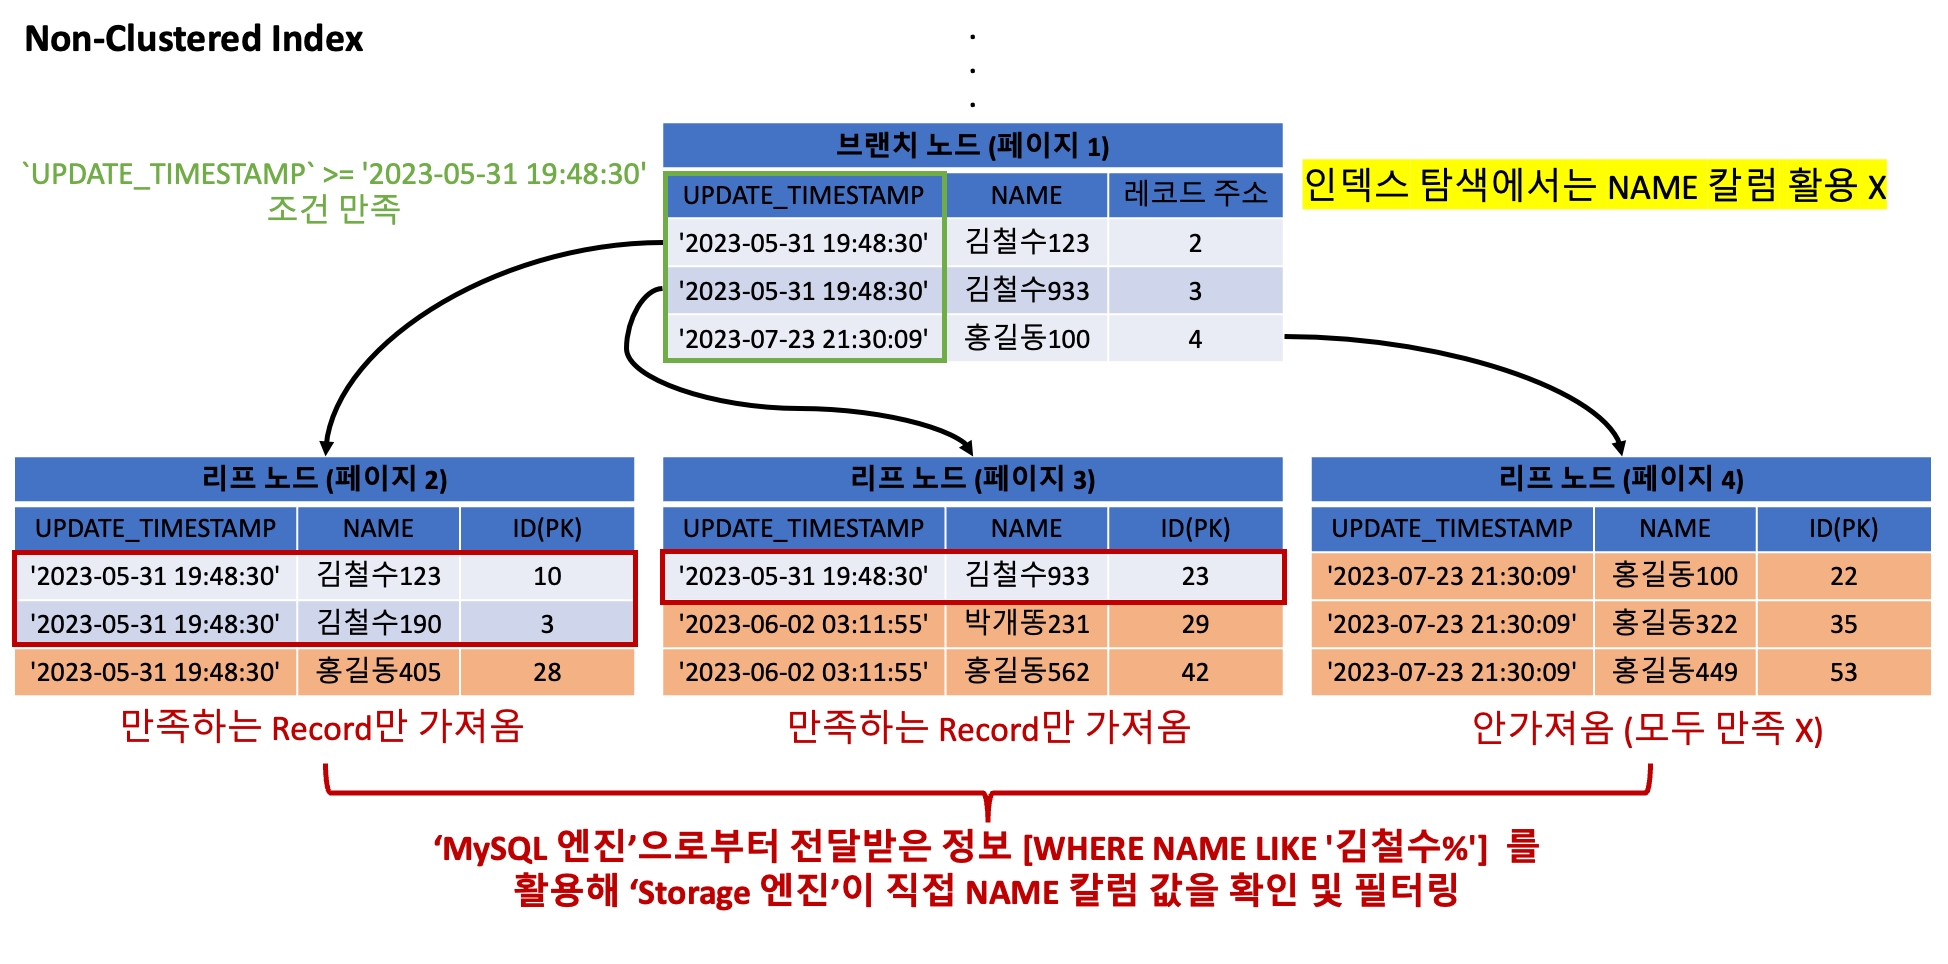 Non-Clustered Index
.
.
.
`UPDATE_TIMESTAMP` >= '2023-05-31 19:48:30'
조건 만족
브랜치 노드 (페이지 1)
UPDATE_TIMESTAMP NAME 레코드 주소
'2023-05-31 19:48:30' 김철수123 2
'2023-05-31 19:48:30' 김철수933 3
'2023-07-23 21:30:09' 홍길동100 4
인덱스 탐색에서는 NAME 칼럼 활용 X
리프 노드 (페이지 2)
UPDATE_TIMESTAMP NAME ID(PK)
'2023-05-31 19:48:30' 김철수123 10
'2023-05-31 19:48:30' 김철수190 3
'2023-05-31 19:48:30' 홍길동405 28
만족하는 Record만 가져옴
리프 노드 (페이지 3)
UPDATE_TIMESTAMP NAME ID(PK)
'2023-05-31 19:48:30' 김철수933 23
'2023-06-02 03:11:55' 박개똥231 29
'2023-06-02 03:11:55' 홍길동562 42
만족하는 Record만 가져옴
리프 노드 (페이지 4)
UPDATE_TIMESTAMP NAME ID(PK)
'2023-07-23 21:30:09' 홍길동100 22
'2023-07-23 21:30:09' 홍길동322 35
'2023-07-23 21:30:09' 홍길동449 53
안가져옴 (모두 만족 X)
‘MySQL 엔진’으로부터 전달받은 정보 [WHERE NAME LIKE '김철수%'] 를
활용해 ‘Storage 엔진’이 직접 NAME 칼럼 값을 확인 및 필터링